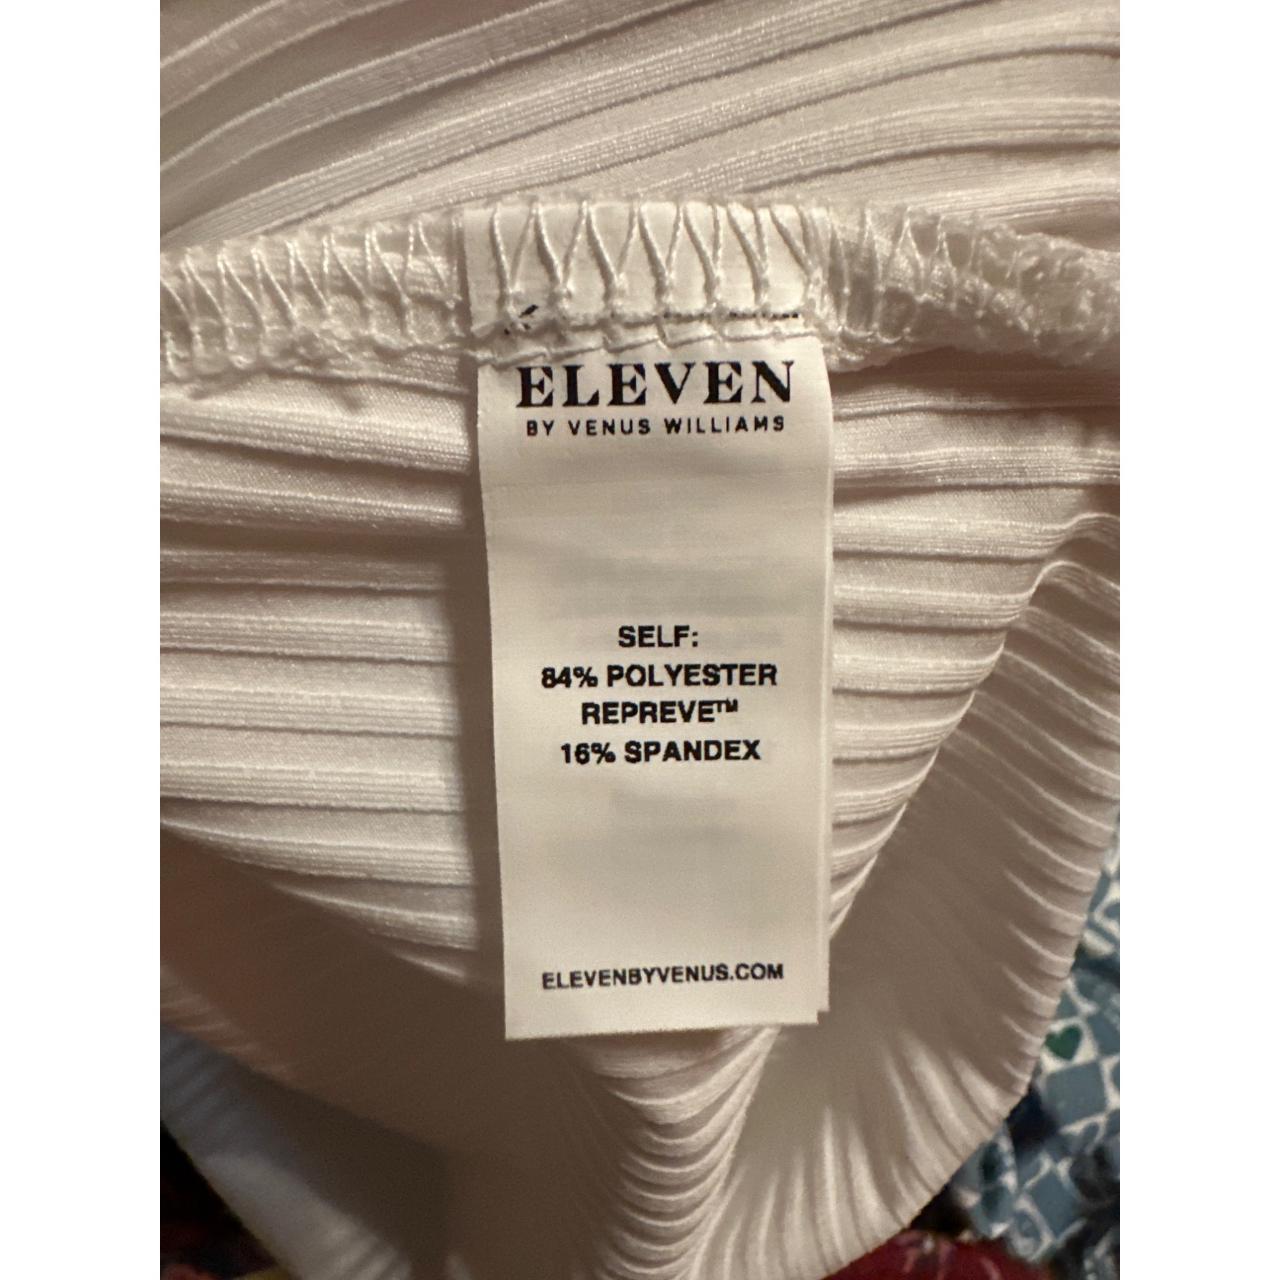 ELEVEN
BY VENUS WILLIAMS
SELF:
84% POLYESTER
REPREVE™
16% SPANDEX
ELEVENBYVENUS.COM